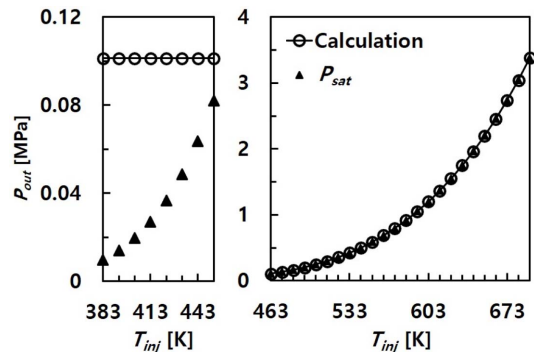 P_out [MPa]
0.12
0.08
0.04
0
383 413 443
T_inj [K]
4
3
2
1
0
Calculation
P_sat
463 533 603 673
T_inj [K]